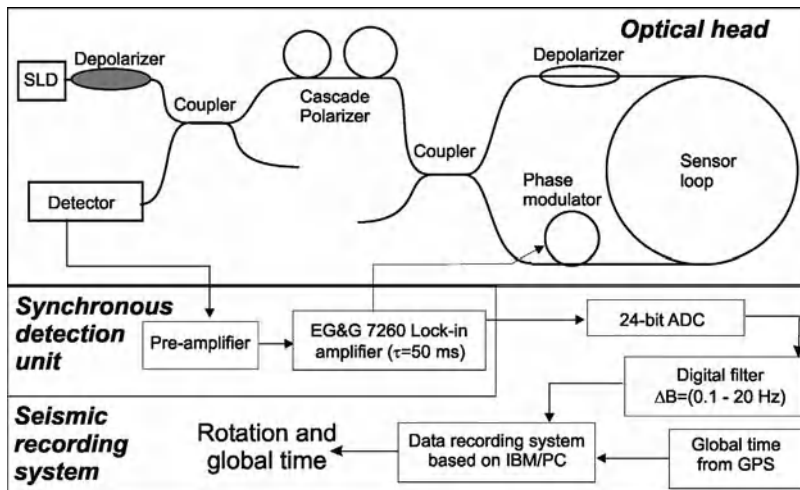 Optical head
Depolarizer
SLD
Coupler
Cascade
Polarizer
Depolarizer
Coupler
Sensor
loop
Phase
modulator
Detector
Synchronous
detection
unit
Pre-amplifier
EG&G 7260 Lock-in
amplifier (τ=50 ms)
24-bit ADC
Digital filter
ΔB=(0.1 - 20 Hz)
Seismic
recording
system
Rotation and
global time
Data recording system
based on IBM/PC
Global time
from GPS